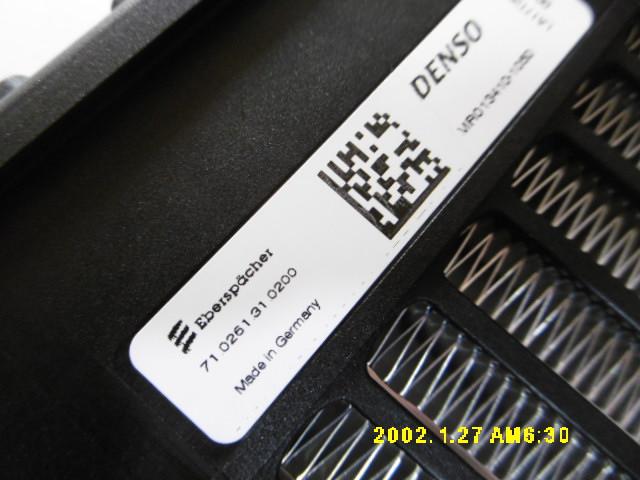 DENSO
Eberspächer
71.0261.31.0200
Made in Germany
2002. 1. 27 AM6:30